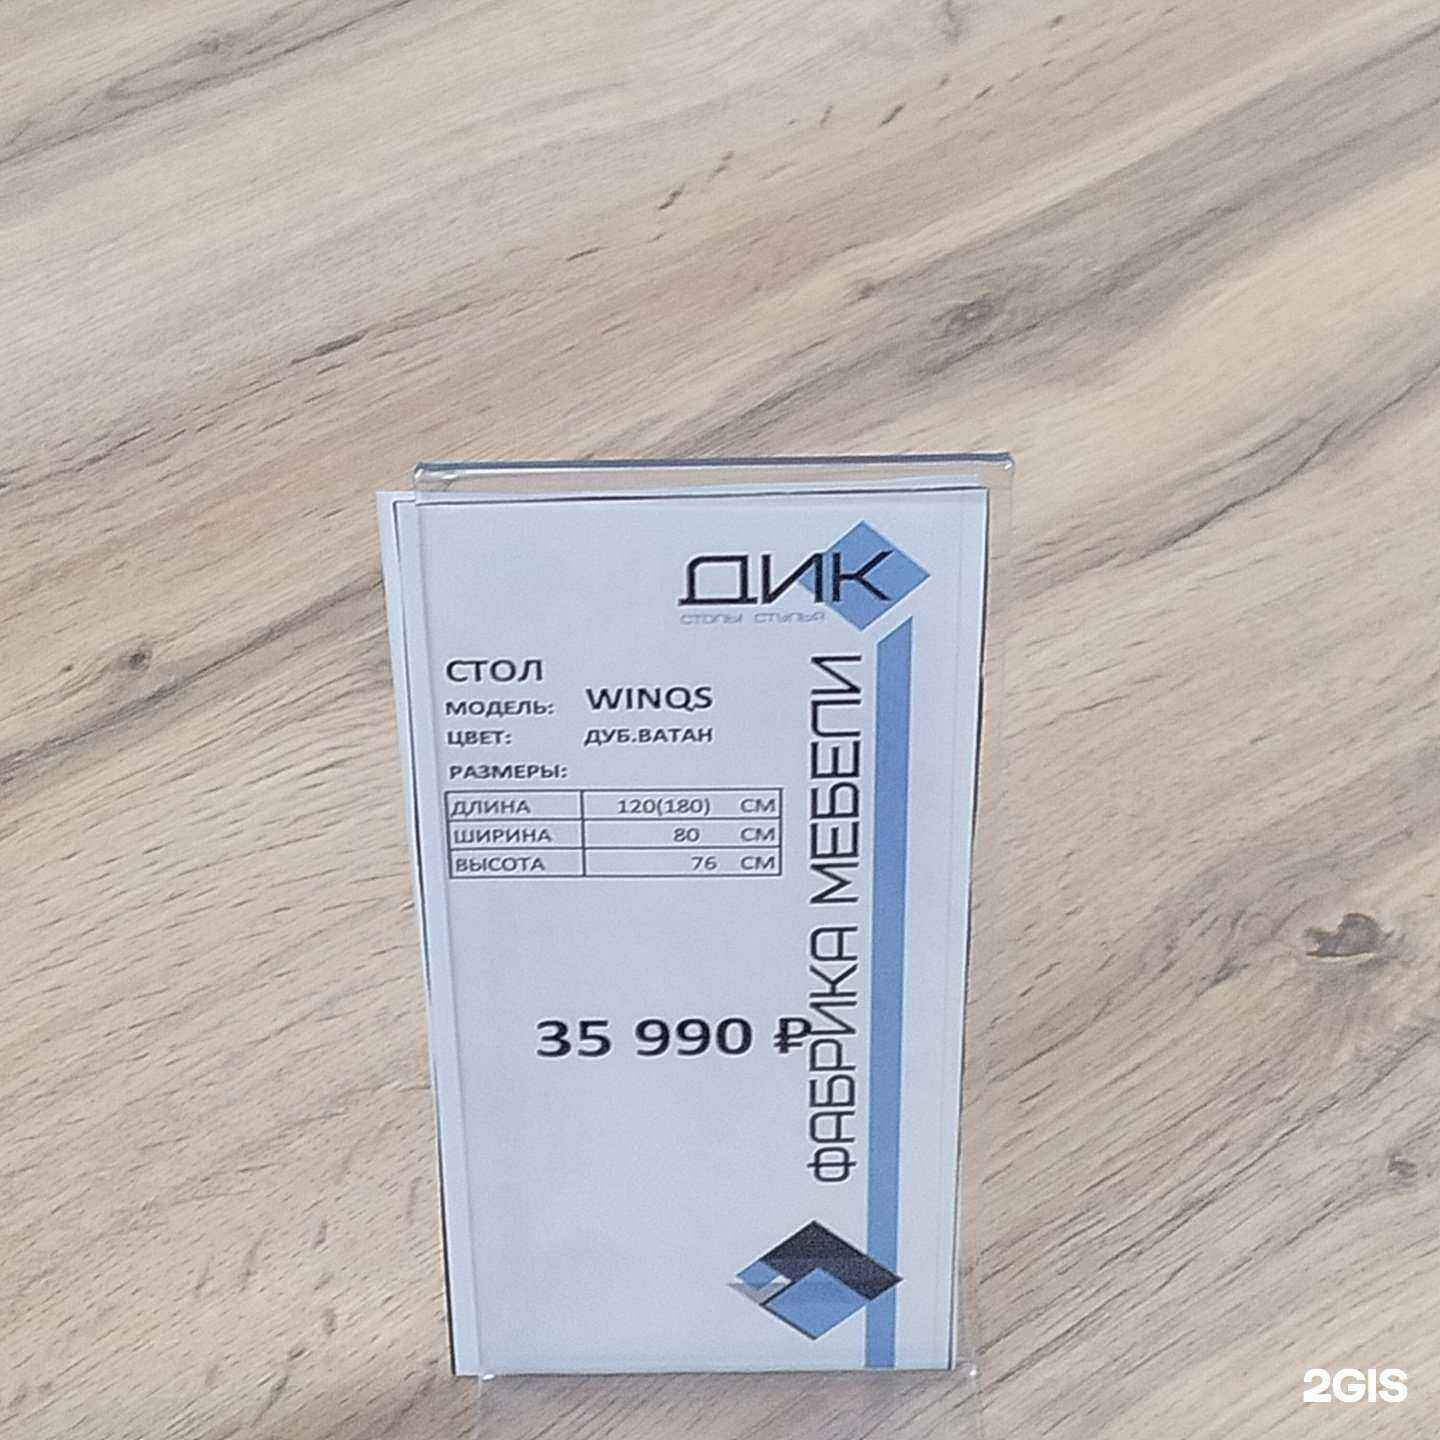 ДИК
СТОЛЫ СТУЛЬЯ
СТОЛ
МОДЕЛЬ: WINQS
ЦВЕТ: ДУБ.ВАТАН
РАЗМЕРЫ:
ДЛИНА 120(180) СМ
ШИРИНА 80 СМ
ВЫСОТА 76 СМ
35 990 ₽
ФАБРИКА МЕБЕЛИ
2GIS